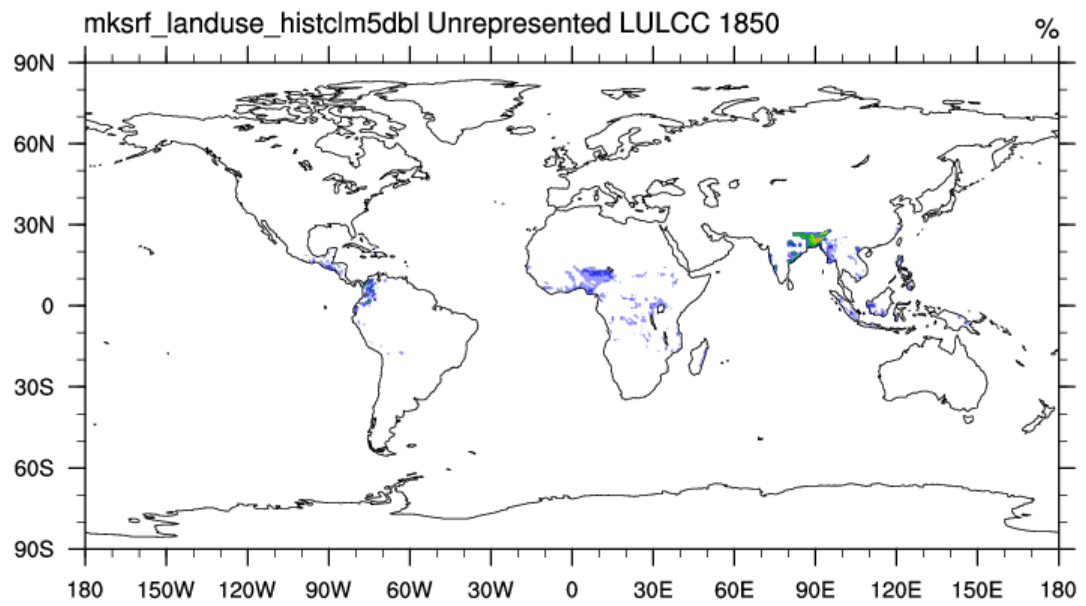 mksrf_landuse_histclm5dbl Unrepresented LULCC 1850 %
90N
60N
30N
0
30S
60S
90S
180 150W 120W 90W 60W 30W 0 30E 60E 90E 120E 150E 180